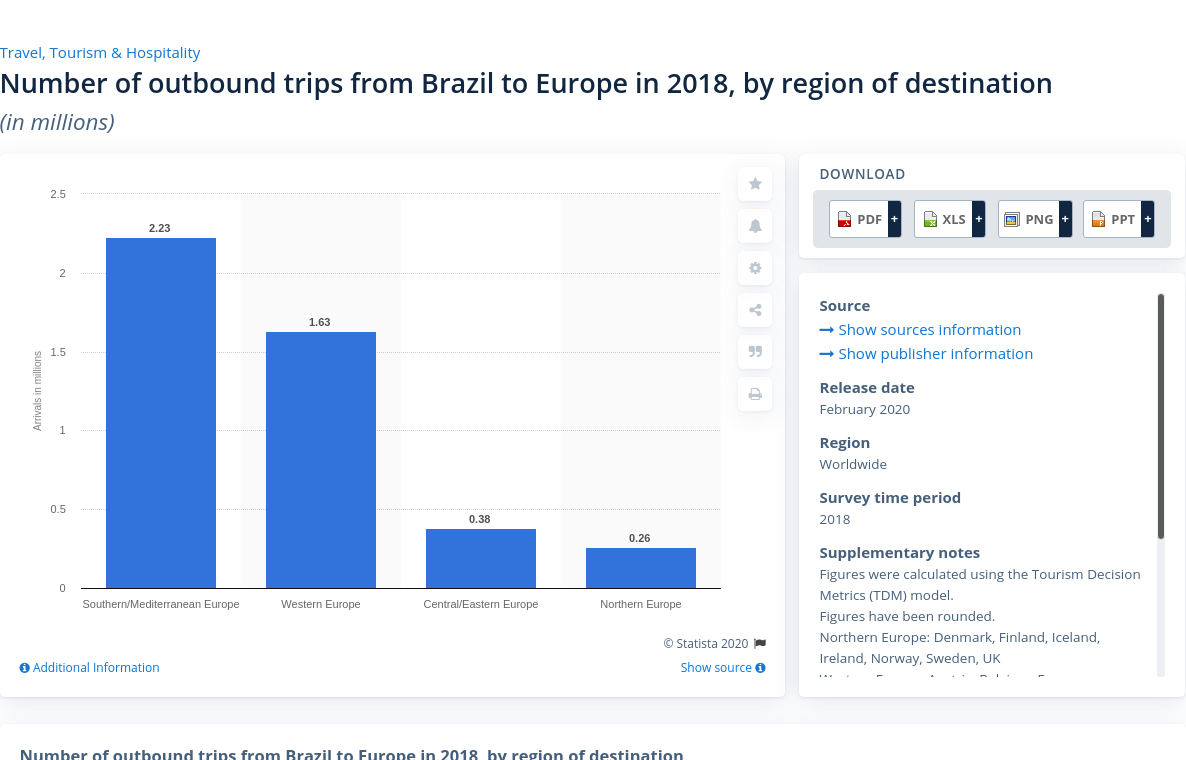 Travel, Tourism & Hospitality
Number of outbound trips from Brazil to Europe in 2018, by region of destination
(in millions)
2.5
2
1.5
1
0.5
0
Arrivals in millions
2.23
1.63
0.38
0.26
Southern/Mediterranean Europe
Western Europe
Central/Eastern Europe
Northern Europe
© Statista 2020
Additional Information
Show source
DOWNLOAD
PDF +
XLS +
PNG +
PPT +
Source
Show sources information
Show publisher information
Release date
February 2020
Region
Worldwide
Survey time period
2018
Supplementary notes
Figures were calculated using the Tourism Decision
Metrics (TDM) model.
Figures have been rounded.
Northern Europe: Denmark, Finland, Iceland,
Ireland, Norway, Sweden, UK
Number of outbound trips from Brazil to Europe in 2018, by region of destination